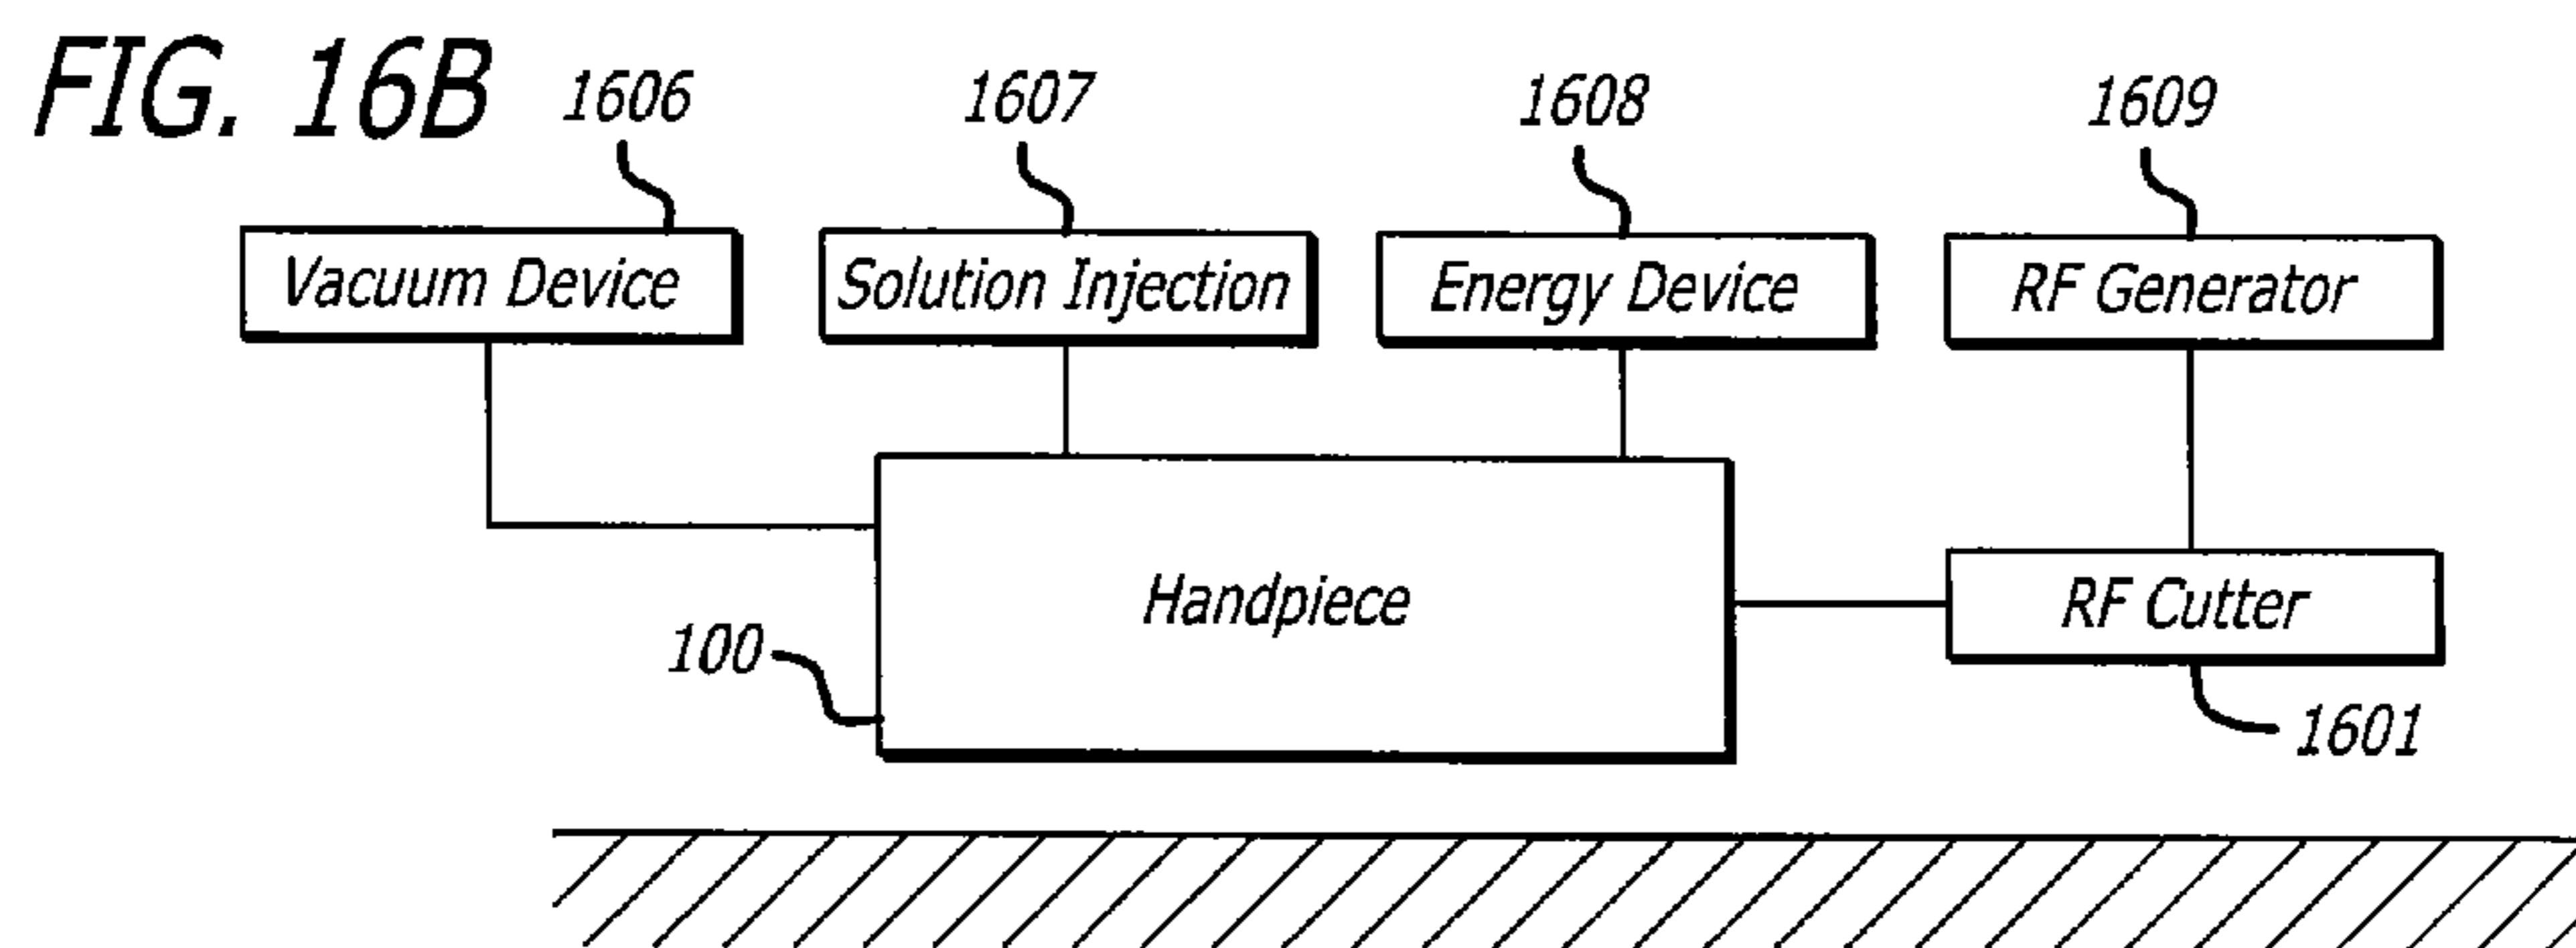 FIG. 16B
1606 1607 1608 1609
Vacuum Device Solution Injection Energy Device RF Generator
Handpiece RF Cutter
100
1601